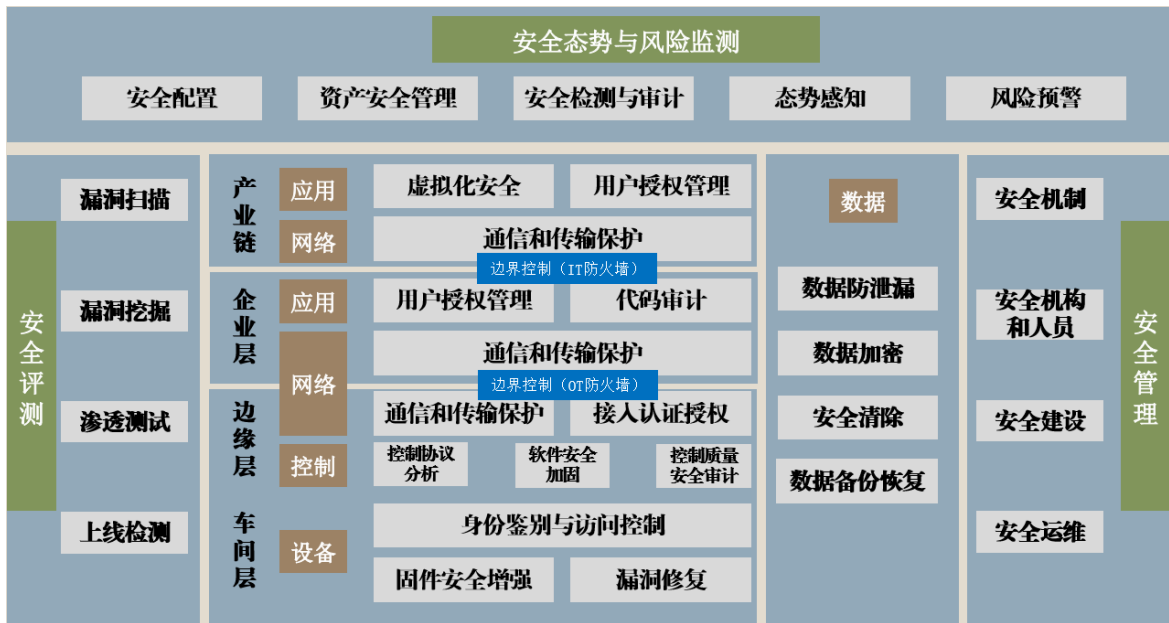 安全态势与风险监测
安全配置
资产安全管理
安全检测与审计
态势感知
风险预警
安全评测
漏洞扫描
漏洞挖掘
渗透测试
上线检测
产业链
应用
虚拟化安全
用户授权管理
网络
通信和传输保护
边界控制（IT防火墙）
企业层
应用
用户授权管理
代码审计
网络
通信和传输保护
边界控制（OT防火墙）
边缘层
通信和传输保护
接入认证授权
控制
控制协议
分析
软件安全
加固
控制质量
安全审计
车间层
设备
身份鉴别与访问控制
固件安全增强
漏洞修复
数据
数据防泄漏
数据加密
安全清除
数据备份恢复
安全机制
安全机构
和人员
安全建设
安全运维
安全管理